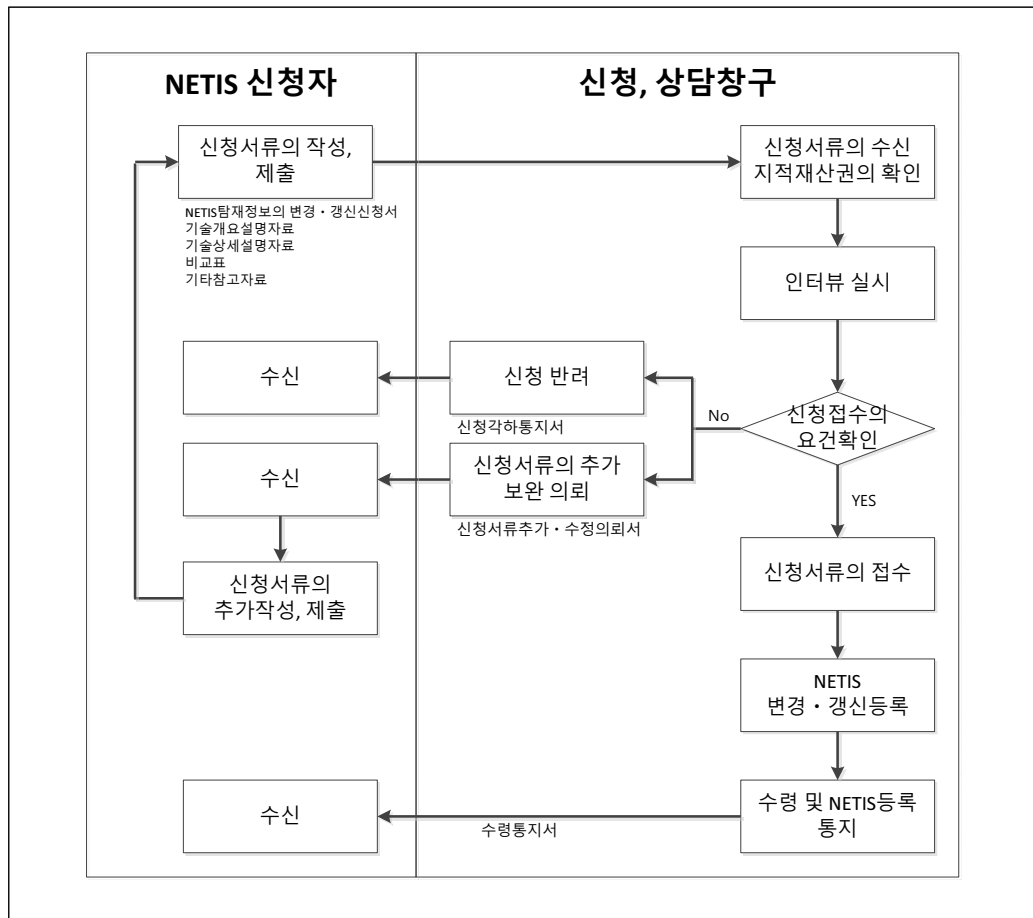 NETIS 신청자
신청, 상담창구
신청서류의 작성,
제출
NETIS탑재정보의 변경・갱신신청서
기술개요설명자료
기술상세설명자료
비교표
기타참고자료
신청서류의 수신
지적재산권의 확인
인터뷰 실시
수신
신청 반려
신청각하통지서
No
신청접수의
요건확인
수신
신청서류의 추가
보완 의뢰
신청서류추가・수정의뢰서
YES
신청서류의
추가작성, 제출
신청서류의 접수
NETIS
변경・갱신등록
수신
수령통지서
수령 및 NETIS등록
통지